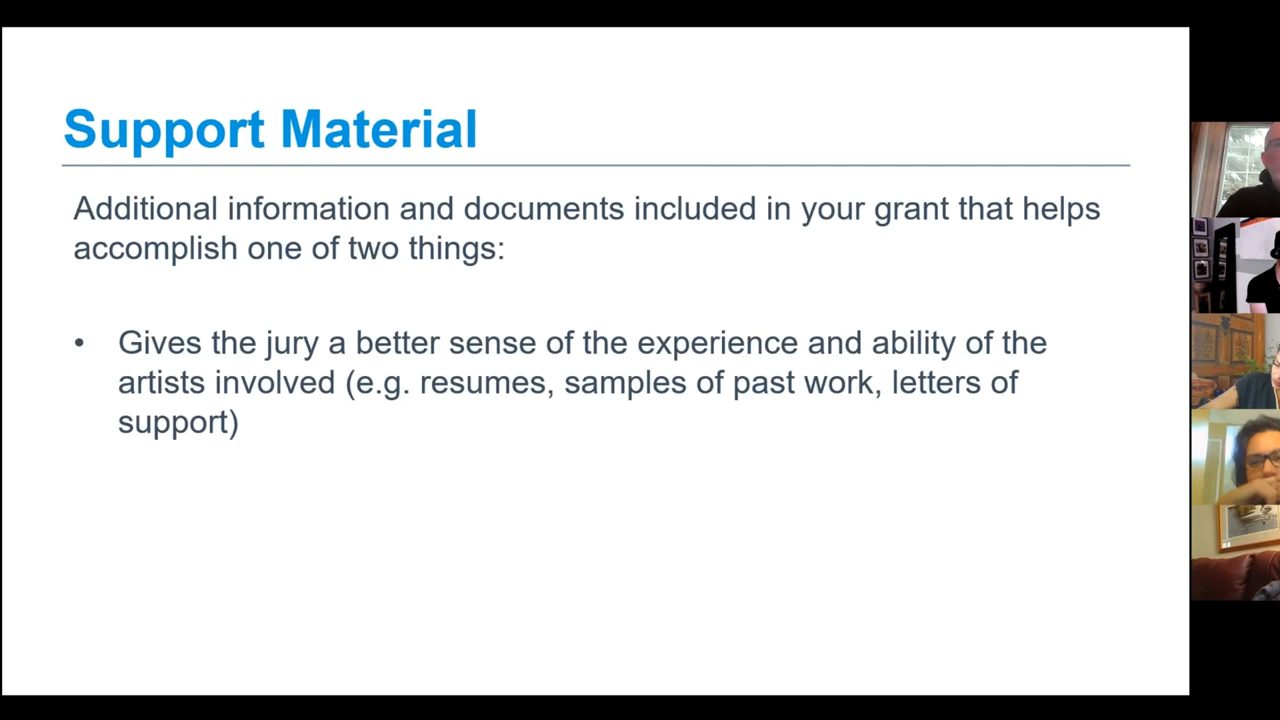 Support Material
Additional information and documents included in your grant that helps
accomplish one of two things:
• Gives the jury a better sense of the experience and ability of the
artists involved (e.g. resumes, samples of past work, letters of
support)